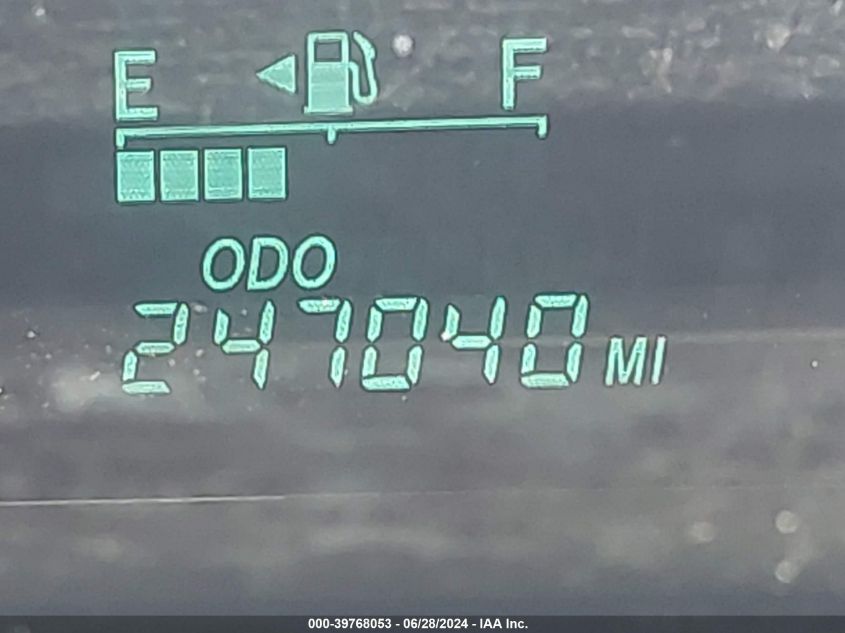 E F
ODO
247040 MI
000-39768053 - 06/28/2024 - IAA Inc.